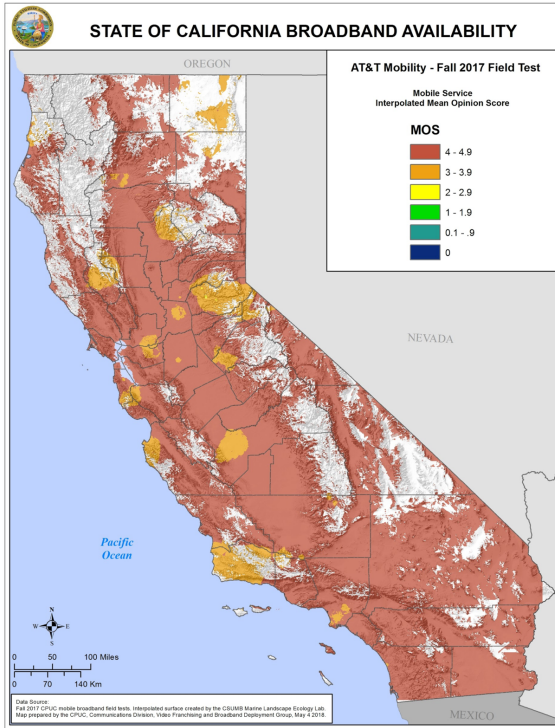 STATE OF CALIFORNIA BROADBAND AVAILABILITY
OREGON
AT&T Mobility - Fall 2017 Field Test
Mobile Service
Interpolated Mean Opinion Score
MOS
4 - 4.9
3 - 3.9
2 - 2.9
1 - 1.9
0.1 - .9
0
NEVADA
Pacific
Ocean
N
W
E
S
0 50 100 Miles
0 70 140 Km
MEXICO
Data Source:
Fall 2017 CPUC mobile broadband field tests. Interpolated surface created by the CSUMB Marine Landscape Ecology Lab.
Map prepared by the CPUC, Communications Division, Video Franchising and Broadband Deployment Group, May 4 2018.